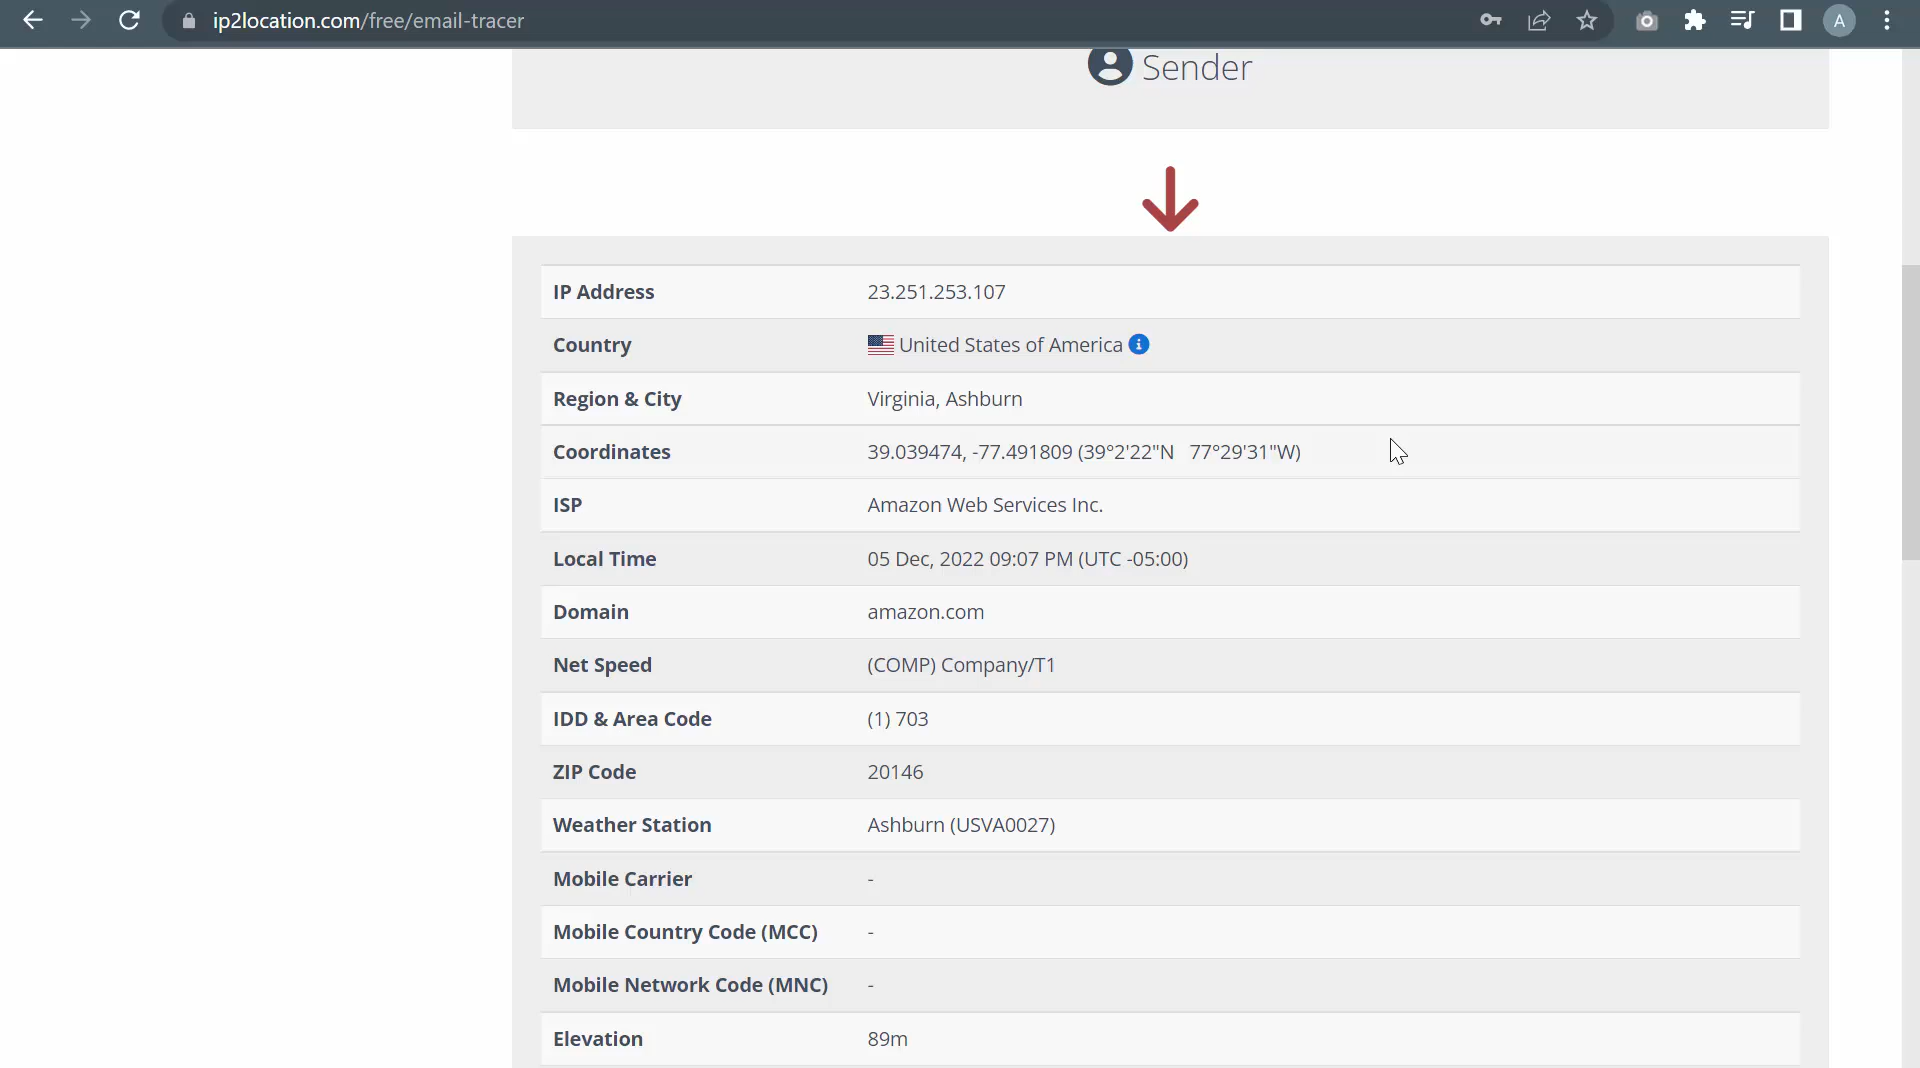 ip2location.com/free/email-tracer
A
Sender
IP Address 23.251.253.107
Country United States of America
Region & City Virginia, Ashburn
Coordinates 39.039474, -77.491809 (39°2'22"N 77°29'31"W)
ISP Amazon Web Services Inc.
Local Time 05 Dec, 2022 09:07 PM (UTC -05:00)
Domain amazon.com
Net Speed (COMP) Company/T1
IDD & Area Code (1) 703
ZIP Code 20146
Weather Station Ashburn (USVA0027)
Mobile Carrier -
Mobile Country Code (MCC) -
Mobile Network Code (MNC) -
Elevation 89m